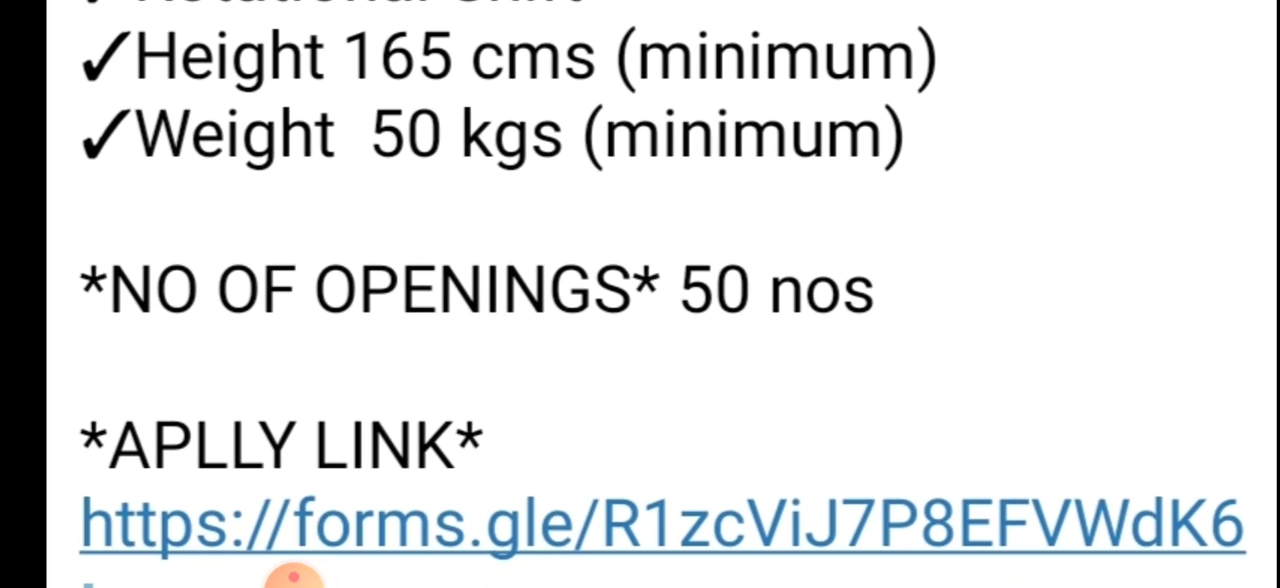 ✓Height 165 cms (minimum)
✓Weight  50 kgs (minimum)
*NO OF OPENINGS* 50 nos
*APLLY LINK*
https://forms.gle/R1zcViJ7P8EFVWdK6